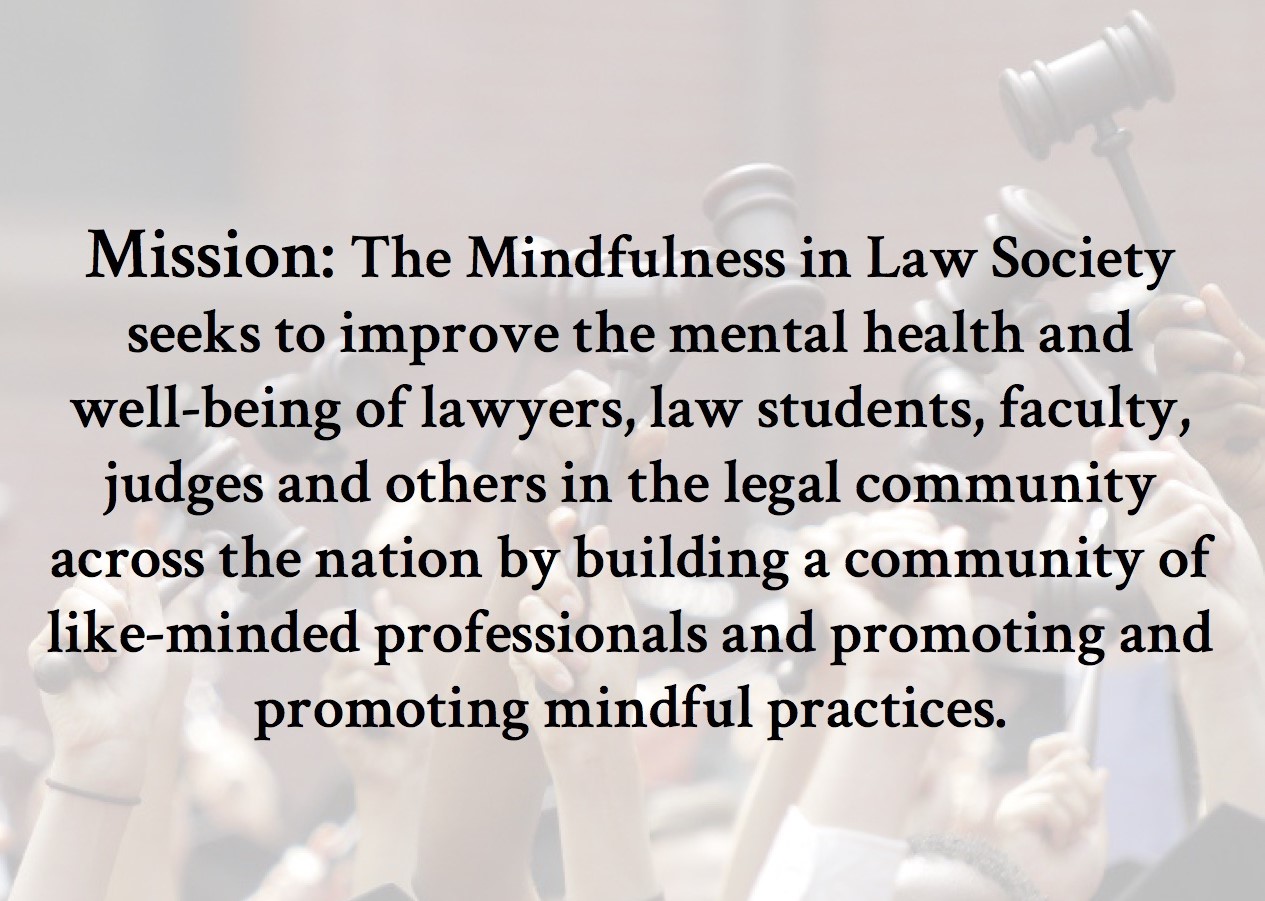 Mission: The Mindfulness in Law Society
seeks to improve the mental health and
well-being of lawyers, law students, faculty,
judges and others in the legal community
across the nation by building a community of
like-minded professionals and promoting and
promoting mindful practices.